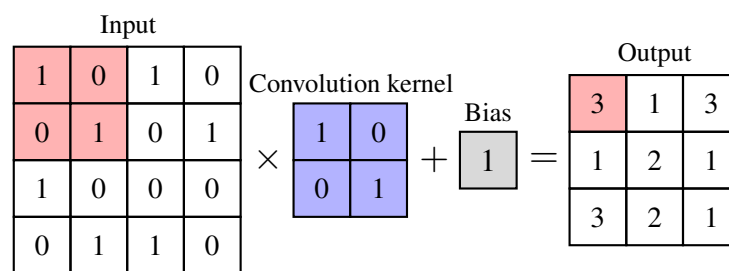 Input
1 0 1 0
0 1 0 1
1 0 0 0
0 1 1 0
×
Convolution kernel
1 0
0 1
+
Bias
1
=
Output
3 1 3
1 2 1
3 2 1